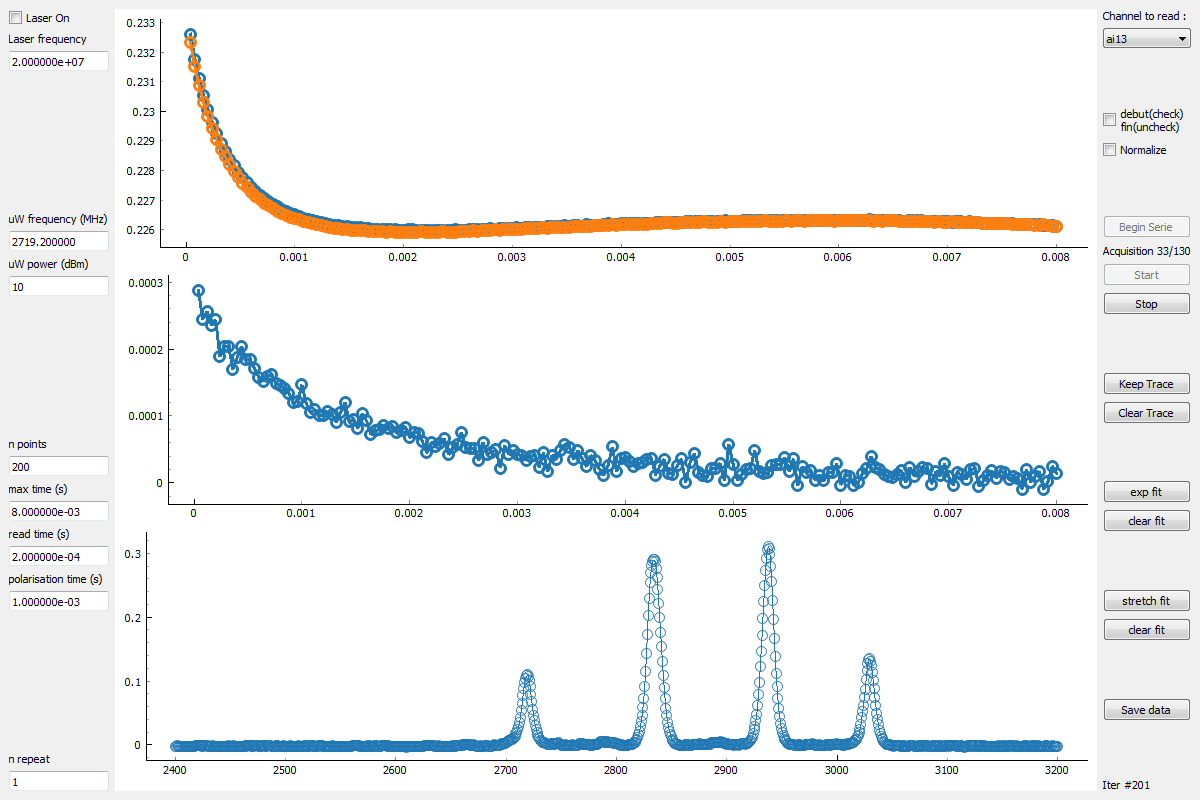 Laser On
Laser frequency
2.000000e+07
uW frequency (MHz)
2719.200000
uW power (dBm)
10
n points
200
max time (s)
8.000000e-03
read time (s)
2.000000e-04
polarisation time (s)
1.000000e-03
n repeat
1
0.233
0.232
0.231
0.23
0.229
0.228
0.227
0.226
0 0.001 0.002 0.003 0.004 0.005 0.006 0.007 0.008
0.0003
0.0002
0.0001
0
0 0.001 0.002 0.003 0.004 0.005 0.006 0.007 0.008
0.3
0.2
0.1
0
2400 2500 2600 2700 2800 2900 3000 3100 3200
Channel to read :
ai13
debut(check)
fin(uncheck)
Normalize
Begin Serie
Acquisition 33/130
Start
Stop
Keep Trace
Clear Trace
exp fit
clear fit
stretch fit
clear fit
Save data
Iter #201